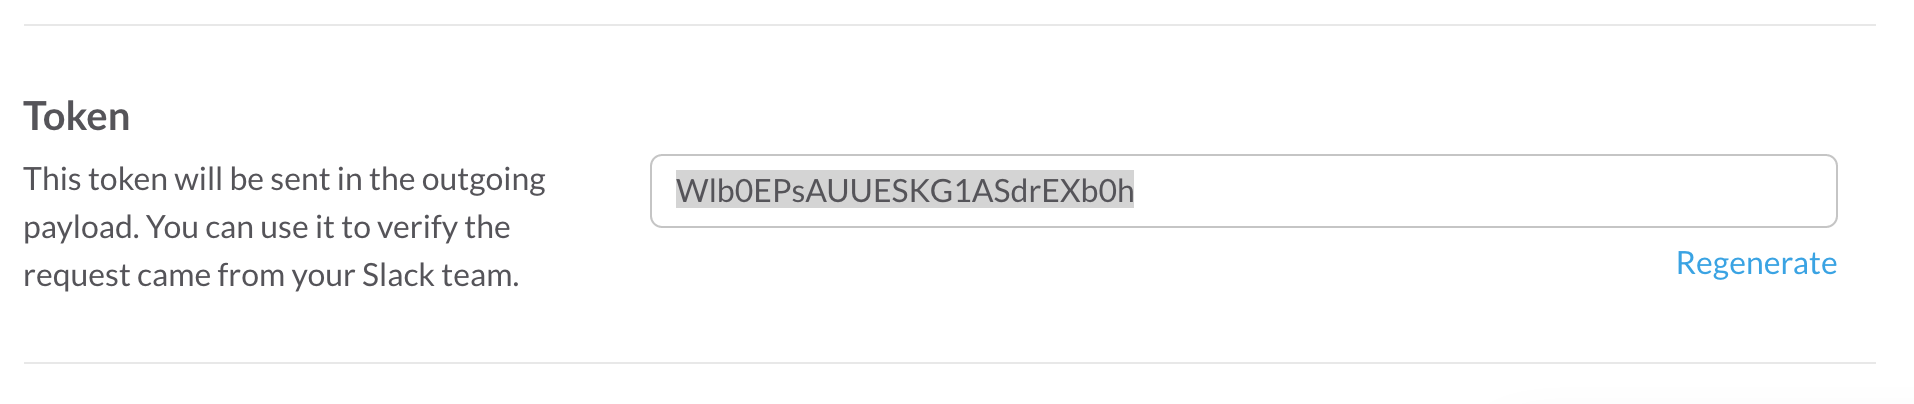 Token
This token will be sent in the outgoing
payload. You can use it to verify the
request came from your Slack team.
Wlb0EPsAUUESKG1ASdrEXb0h
Regenerate